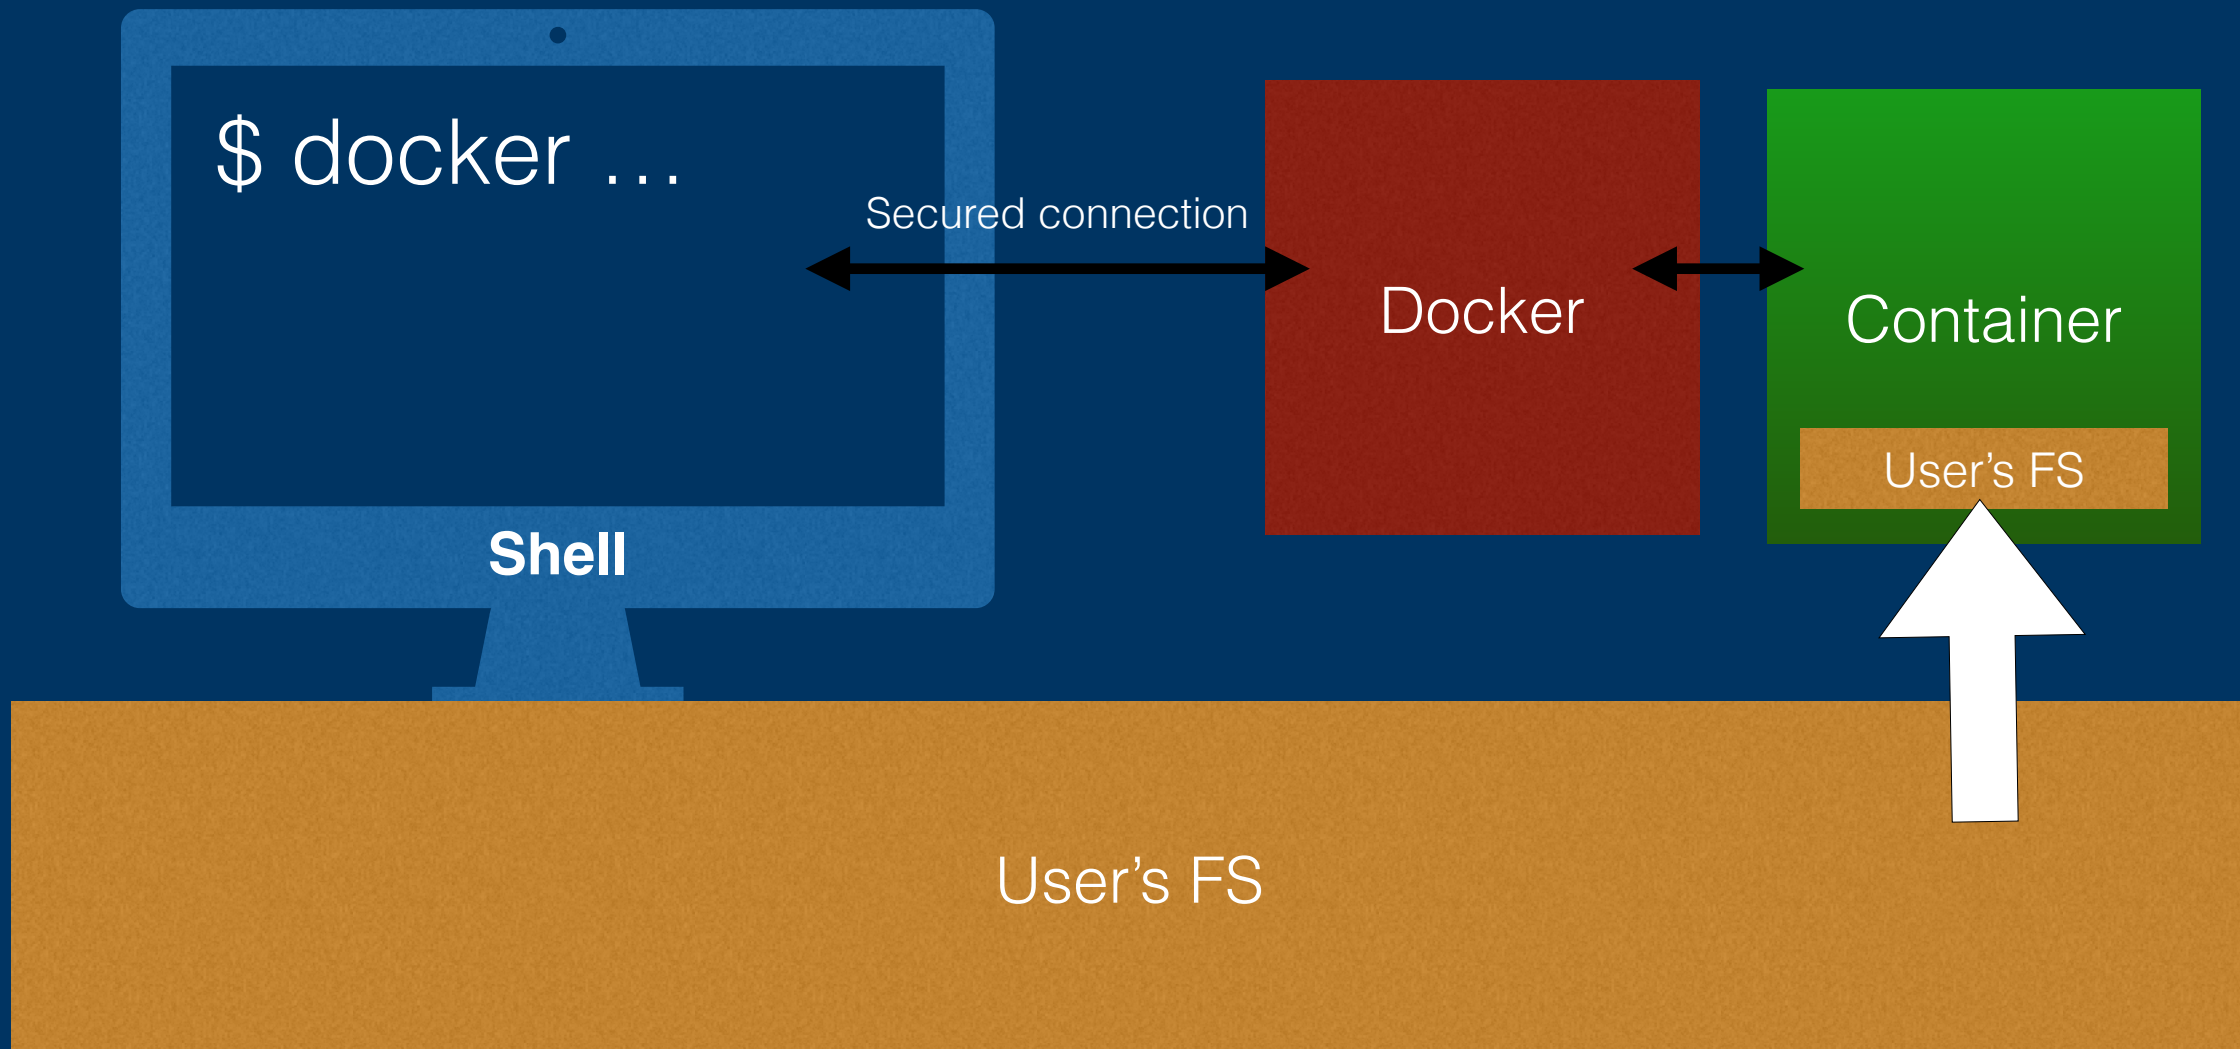 $ docker …
Secured connection
Docker
Container
User’s FS
Shell
User’s FS